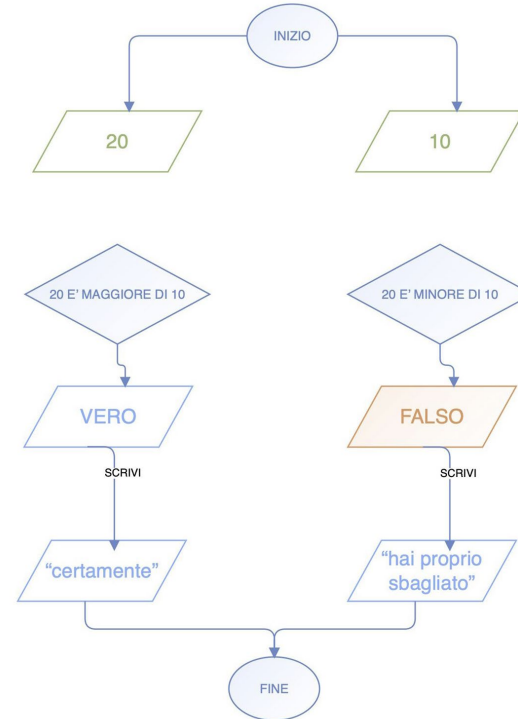 INIZIO
20
10
20 E' MAGGIORE DI 10
20 E' MINORE DI 10
VERO
FALSO
SCRIVI
SCRIVI
“certamente”
“hai proprio
sbagliato”
FINE